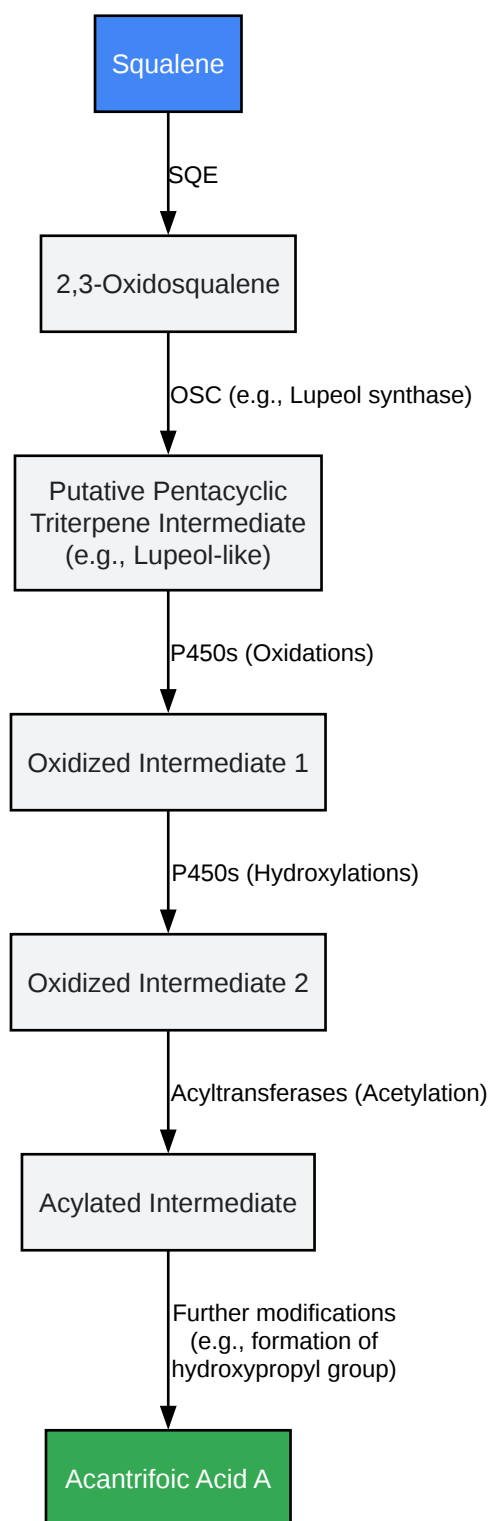 Squalene
SQE
2,3-Oxidosqualene
OSC (e.g., Lupeol synthase)
Putative Pentacyclic
Triterpene Intermediate
(e.g., Lupeol-like)
P450s (Oxidations)
Oxidized Intermediate 1
P450s (Hydroxylations)
Oxidized Intermediate 2
Acyltransferases (Acetylation)
Acylated Intermediate
Further modifications
(e.g., formation of
hydroxypropyl group)
Acantrifoic Acid A